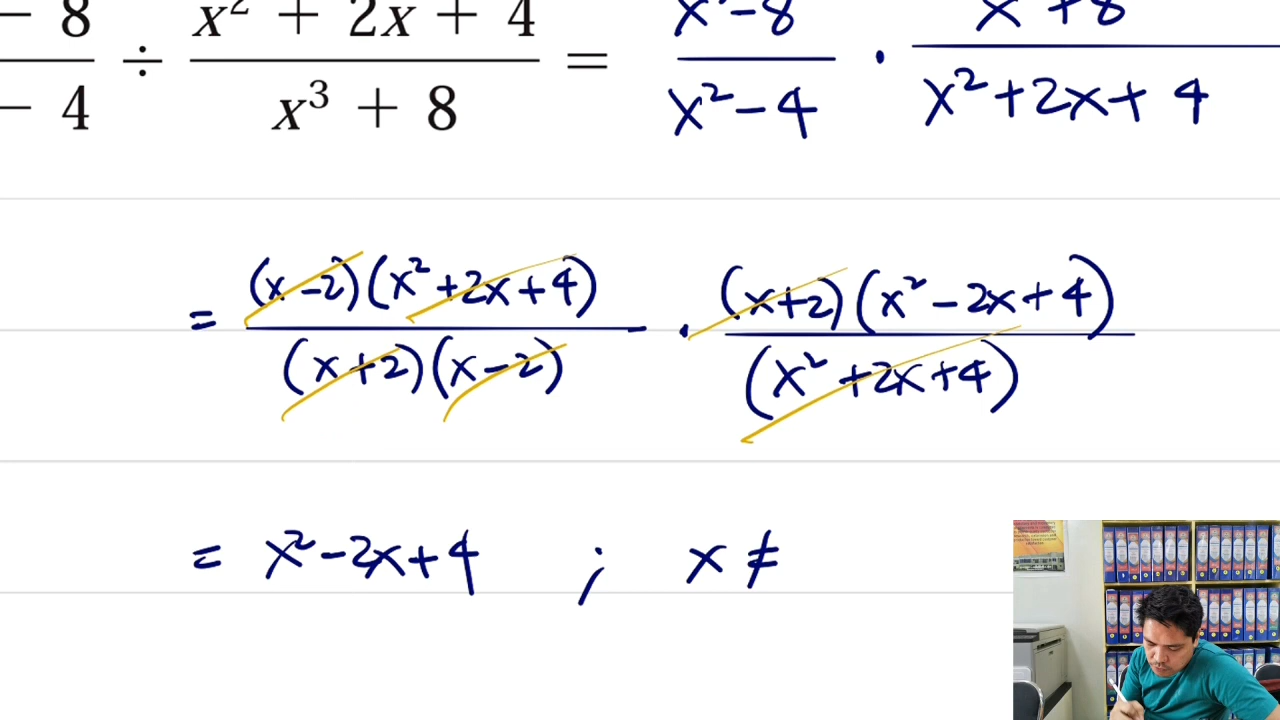 − 8 / − 4 ÷ x² + 2x + 4 / x³ + 8 = x³−8 / x²−4 · x³+8 / x²+2x+4
= (x−2)(x²+2x+4) / (x+2)(x−2) · (x+2)(x²−2x+4) / (x²+2x+4)
= x²−2x+4 ; x ≠